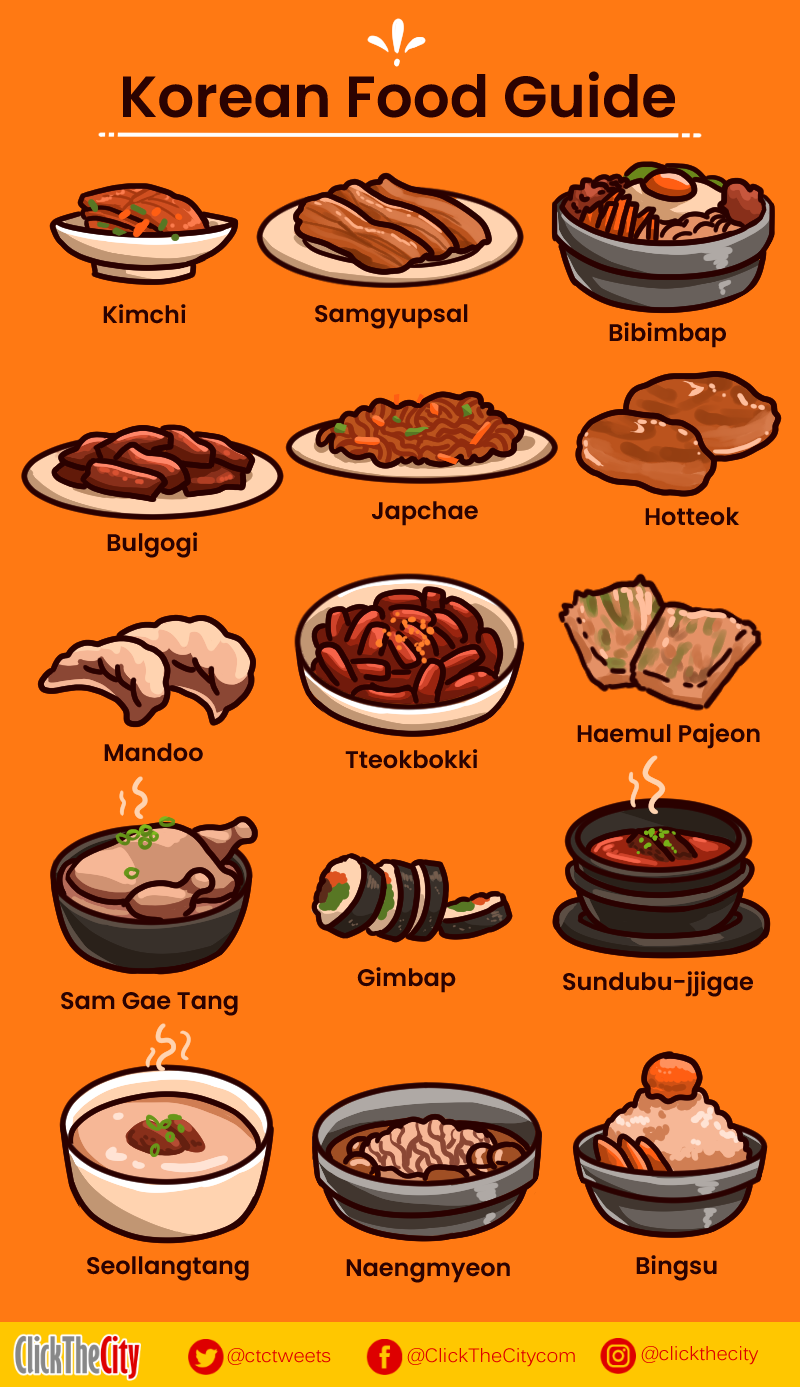 Korean Food Guide
Kimchi
Samgyupsal
Bibimbap
Bulgogi
Japchae
Hotteok
Mandoo
Tteokbokki
Haemul Pajeon
Sam Gae Tang
Gimbap
Sundubu-jjigae
Seollangtang
Naengmyeon
Bingsu
ClickTheCity
@ctctweets
@ClickTheCitycom
@clickthecity